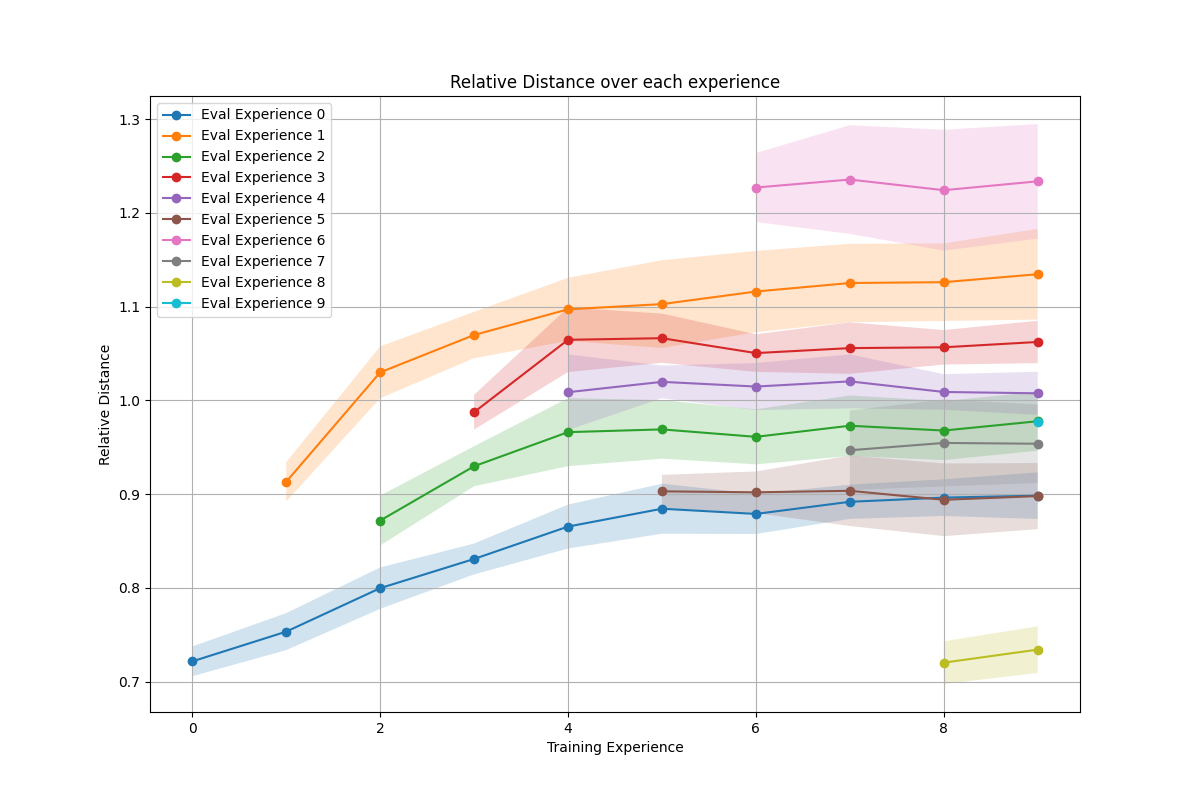 Relative Distance over each experience
1.3
1.2
1.1
1.0
0.9
0.8
0.7
Relative Distance
Eval Experience 0
Eval Experience 1
Eval Experience 2
Eval Experience 3
Eval Experience 4
Eval Experience 5
Eval Experience 6
Eval Experience 7
Eval Experience 8
Eval Experience 9
0 2 4 6 8
Training Experience